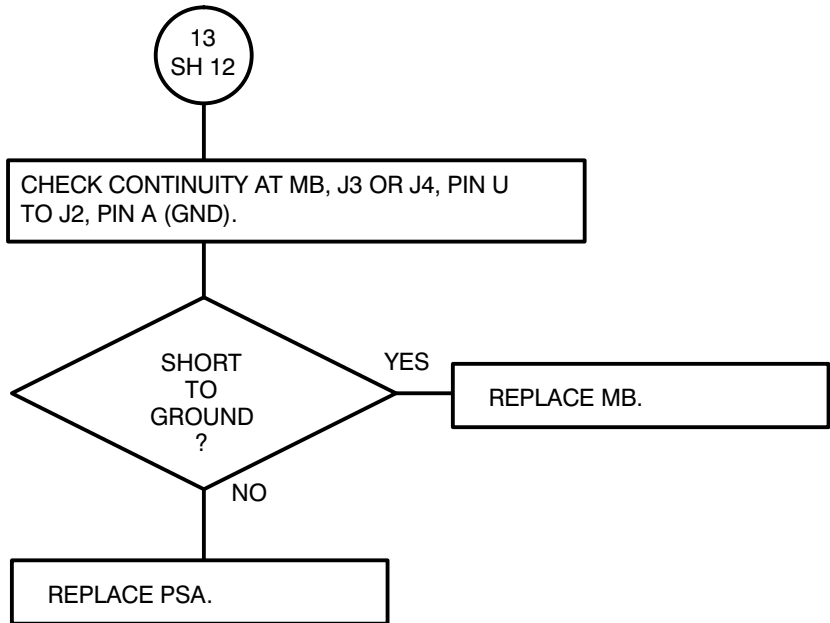 13
SH 12
CHECK CONTINUITY AT MB, J3 OR J4, PIN U
TO J2, PIN A (GND).
SHORT
TO
GROUND
?
YES
REPLACE MB.
NO
REPLACE PSA.